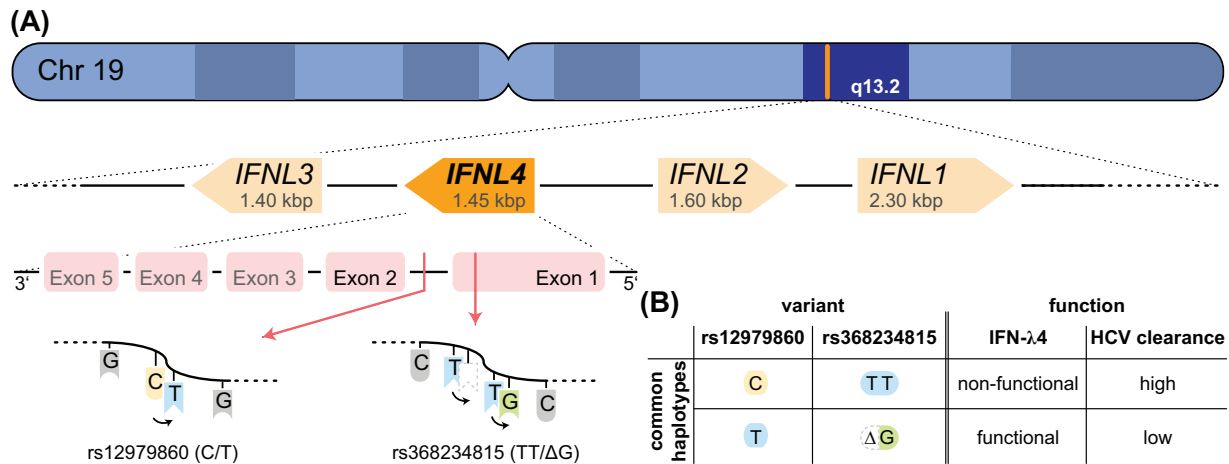 (A)
Chr 19
q13.2
IFNL3
1.40 kbp
IFNL4
1.45 kbp
IFNL2
1.60 kbp
IFNL1
2.30 kbp
3‘
Exon 5
Exon 4
Exon 3
Exon 2
Exon 1
5‘
G
C
T
G
rs12979860 (C/T)
C
T
T
G
C
rs368234815 (TT/ΔG)
(B)
variant
function
rs12979860
rs368234815
IFN-λ4
HCV clearance
common
haplotypes
C
TT
non-functional
high
T
ΔG
functional
low